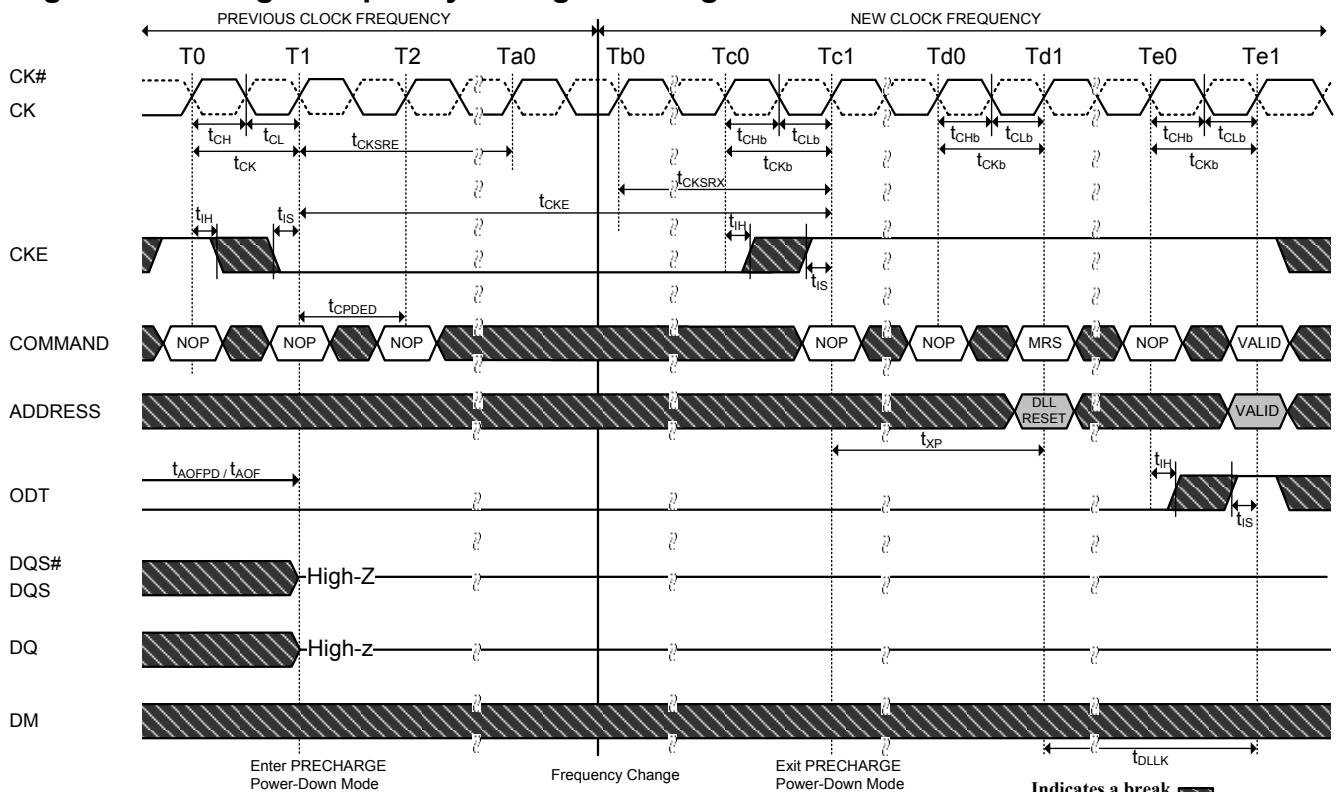 PREVIOUS CLOCK FREQUENCY NEW CLOCK FREQUENCY
T0 T1 T2 Ta0 Tb0 Tc0 Tc1 Td0 Td1 Te0 Te1
CK#
CK
tCH tCL tCHb tCLb tCHb tCLb tCHb tCLb
tCK tCKSRE tCKb tCKb tCKb
tCKSRX
tCKE
tIH tIS tIH
CKE
tIS
tCPDED
COMMAND NOP NOP NOP NOP NOP MRS NOP VALID
ADDRESS DLL RESET VALID
tXP
tAOFPD / tAOF tIH
ODT
tIS
DQS#
DQS
High-Z
DQ High-z
DM
tDLLK
Enter PRECHARGE
Power-Down Mode
Frequency Change
Exit PRECHARGE
Power-Down Mode
Indicates a break